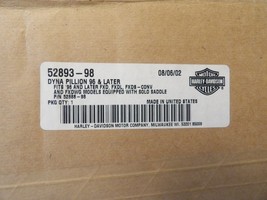 52893-98
08/06/02
DYNA PILLION 96 & LATER
FITS '96 AND LATER FXD, FXDL, FXDS-CONV
AND FXDWG MODELS EQUIPPED WITH SOLO SADDLE
P/N
PKG QTY: 1
MADE IN UNITED STATES
HARLEY-DAVIDSON
HARLEY-DAVIDSON MOTOR COMPANY, MILWAUKEE WI.